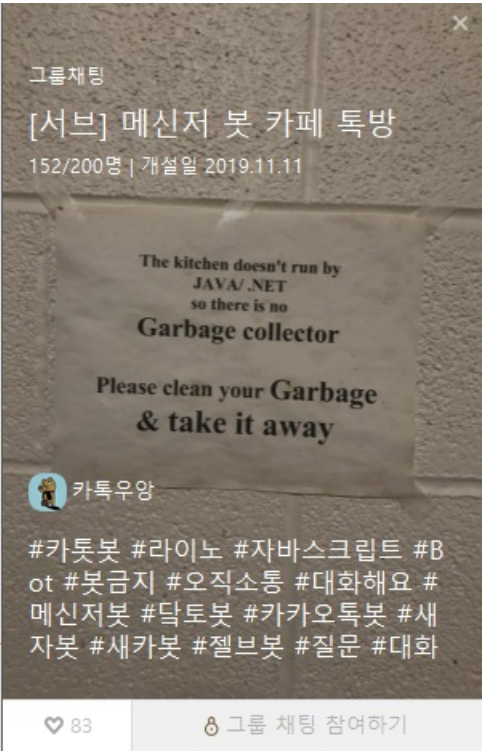 그룹채팅
[서브] 메신저 봇 카페 톡방
152/200명 | 개설일 2019.11.11
The kitchen doesn't run by
JAVA/ .NET
so there is no
Garbage collector
Please clean your Garbage
& take it away
카톡우앙
#카톳봇 #라이노 #자바스크립트 #B
ot #봇금지 #오직소통 #대화해요 #
메신저봇 #닥토봇 #카카오톡봇 #새
자봇 #새카봇 #젤브봇 #질문 #대화
83
그룹 채팅 참여하기